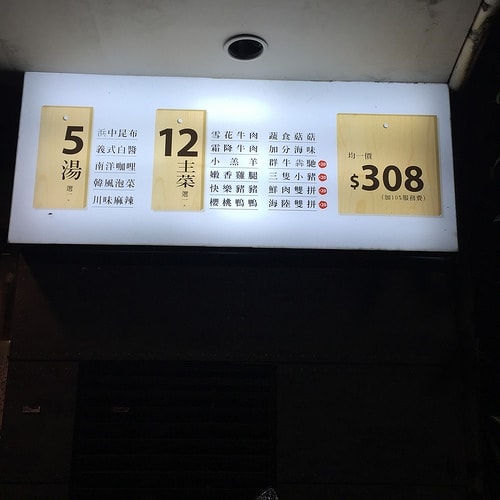 5
湯
選一
浜中昆布
義式白醬
南洋咖哩
韓風泡菜
川味麻辣
12
主菜
選一
雪花牛肉
霜降牛肉
小羔羊
嫩香雞腿
快樂豬豬
櫻桃鴨鴨
蔬食菇菇
加分海味
群牛犇馳
三隻小豬
鮮肉雙拼
海陸雙拼
均一價
$308
(加10%服務費)